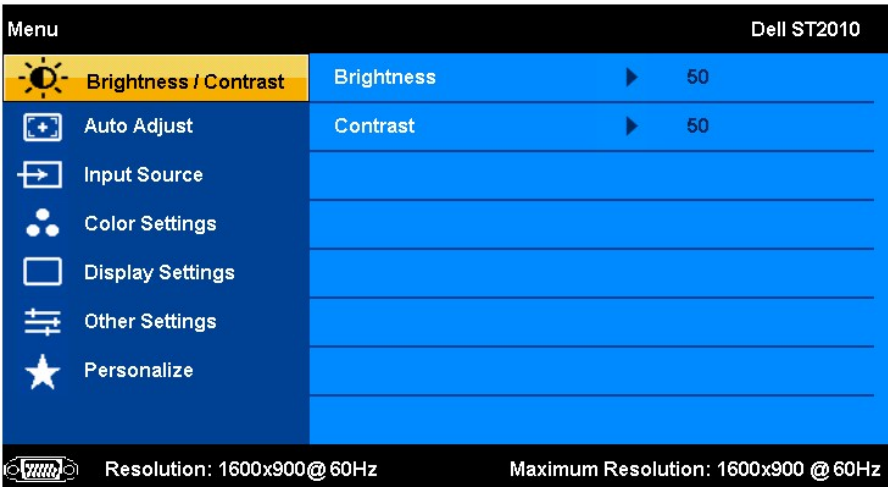 Menu Dell ST2010
Brightness / Contrast Brightness 50
Auto Adjust Contrast 50
Input Source
Color Settings
Display Settings
Other Settings
Personalize
Resolution: 1600x900@60Hz Maximum Resolution: 1600x900 @60Hz